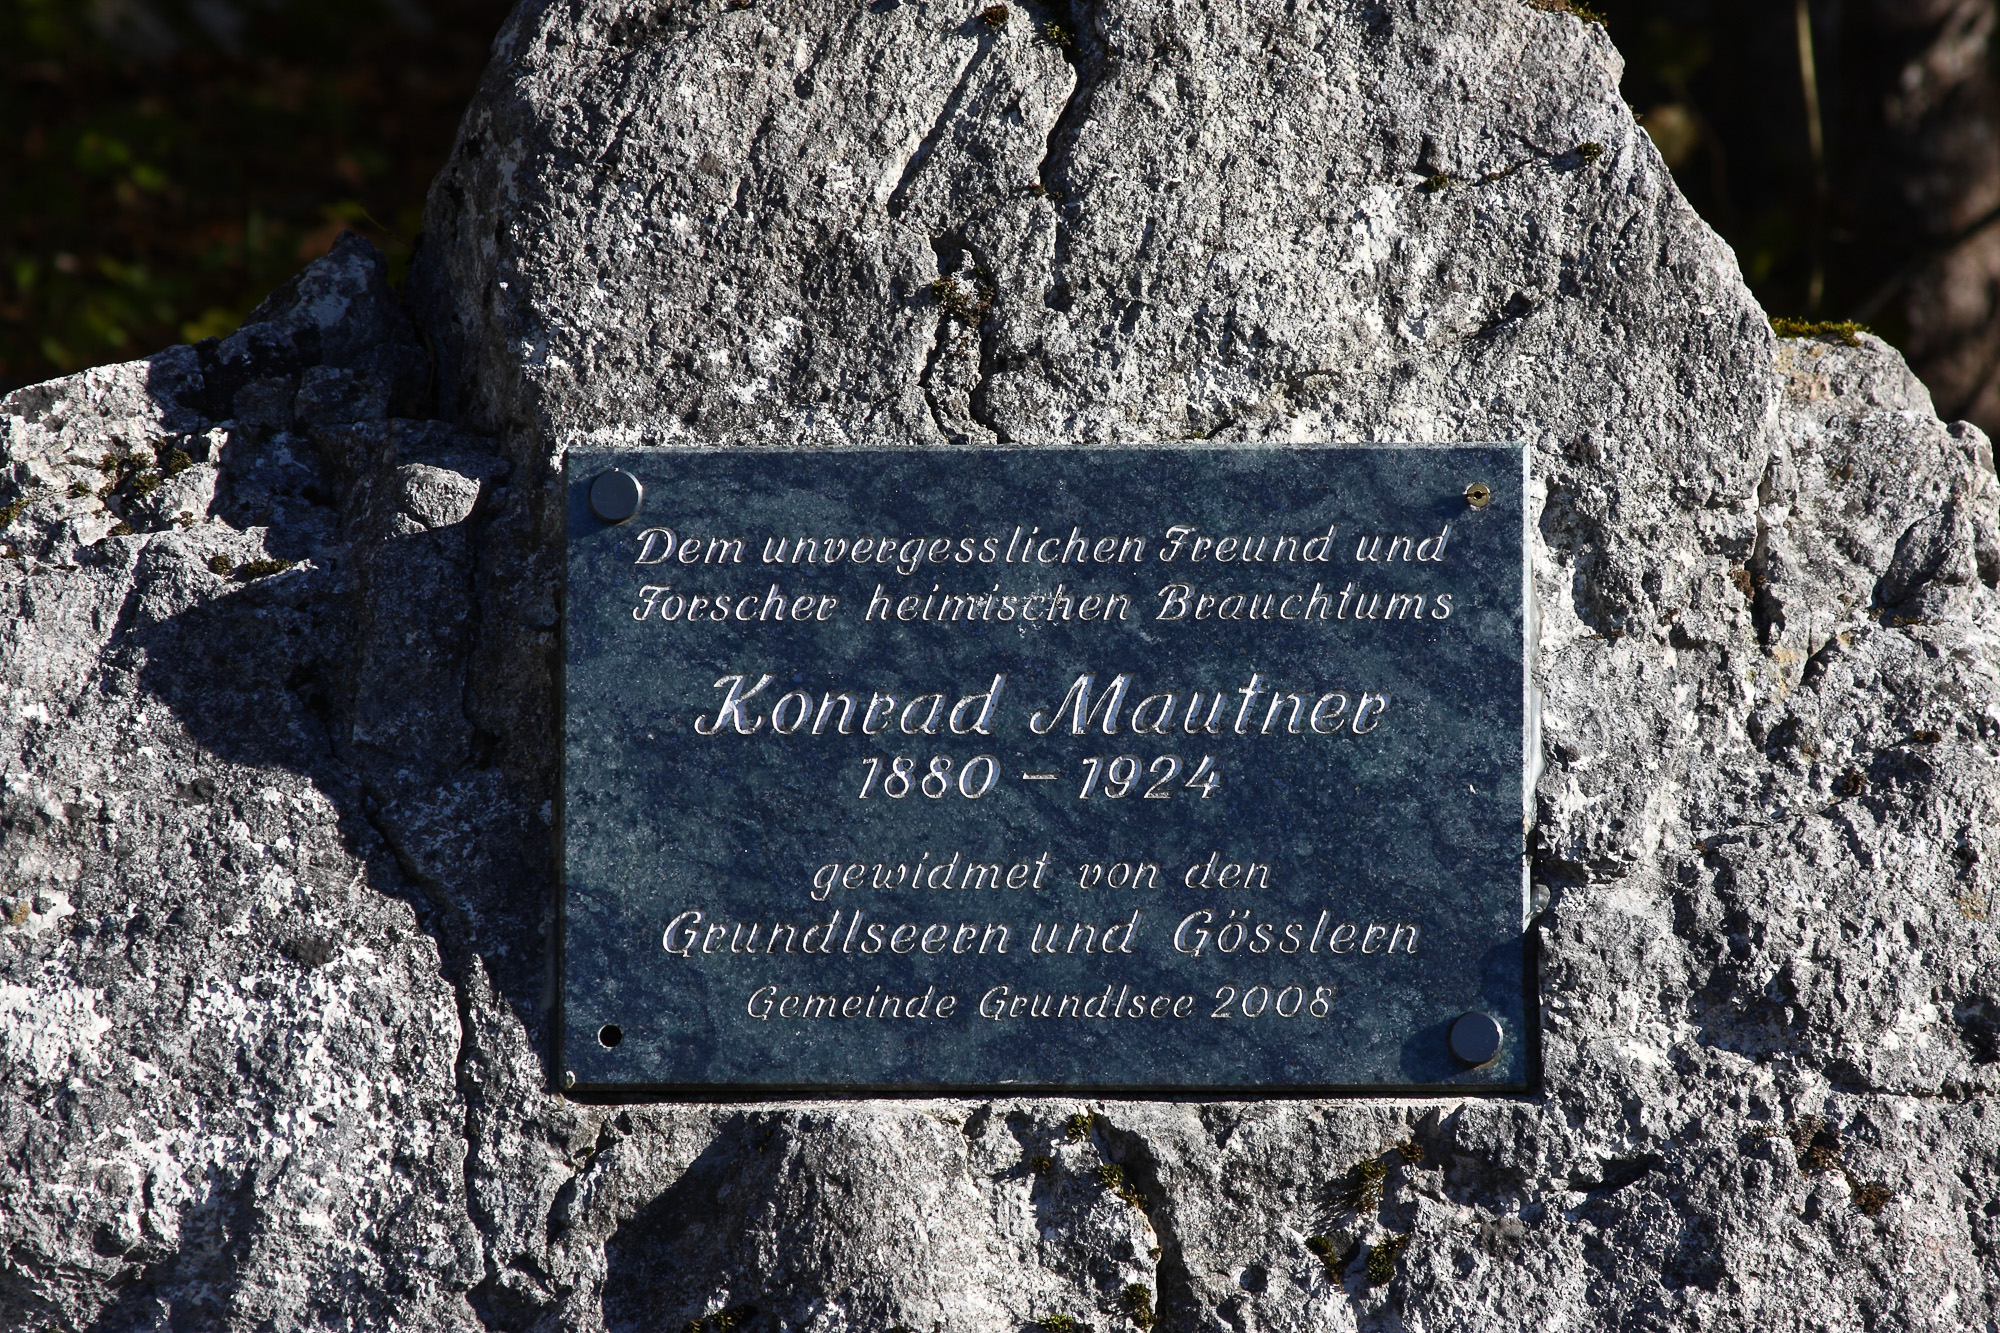 Dem unvergesslichen Freund und
Forscher heimischen Brauchtums
Konrad Mautner
1880 – 1924
gewidmet von den
Grundlseern und Gösslern
Gemeinde Grundlsee 2008